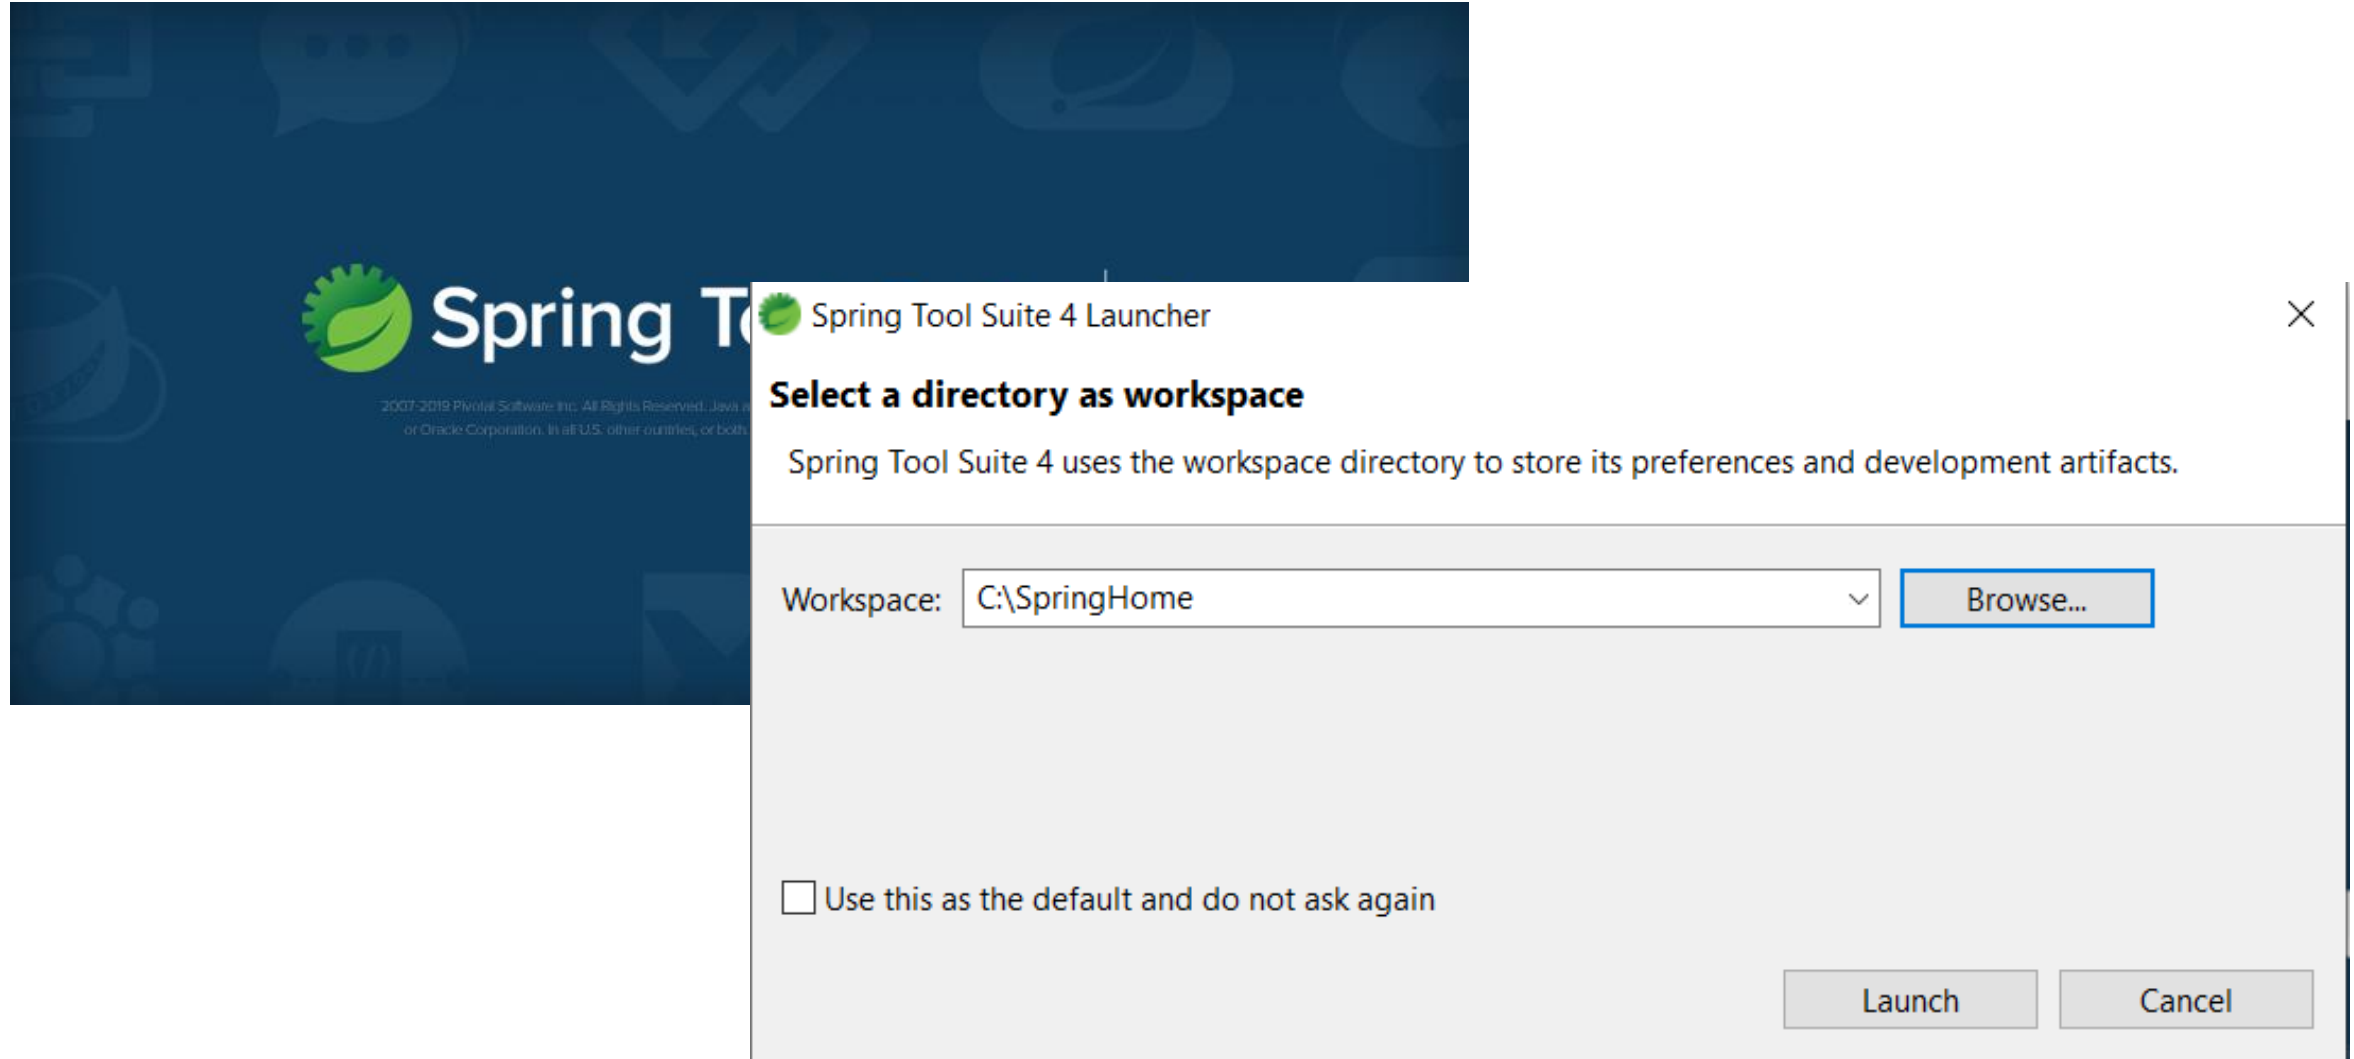 Spring T
2007-2019 Pivotal Software Inc. All Rights Reserved. Java a
or Oracle Corporation. In all U.S. other ountries, or both
Spring Tool Suite 4 Launcher
Select a directory as workspace
Spring Tool Suite 4 uses the workspace directory to store its preferences and development artifacts.
Workspace: C:\SpringHome Browse...
Use this as the default and do not ask again
Launch Cancel